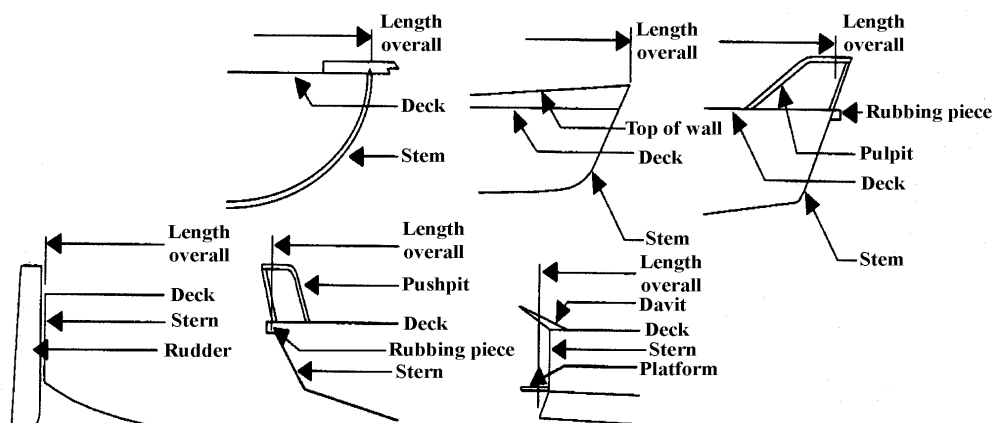 Length
overall
Deck
Stem
Length
overall
Top of wall
Deck
Stem
Length
overall
Rubbing piece
Pulpit
Deck
Stem
Length
overall
Deck
Stern
Rudder
Length
overall
Pushpit
Deck
Rubbing piece
Stern
Length
overall
Davit
Deck
Stern
Platform